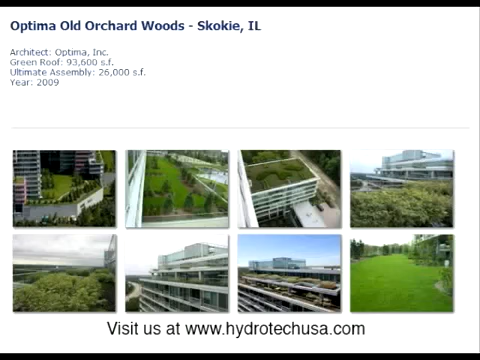 Optima Old Orchard Woods - Skokie, IL
Architect: Optima, Inc.
Green Roof: 93,600 s.f.
Ultimate Assembly: 26,000 s.f.
Year: 2009
Visit us at www.hydrotechusa.com